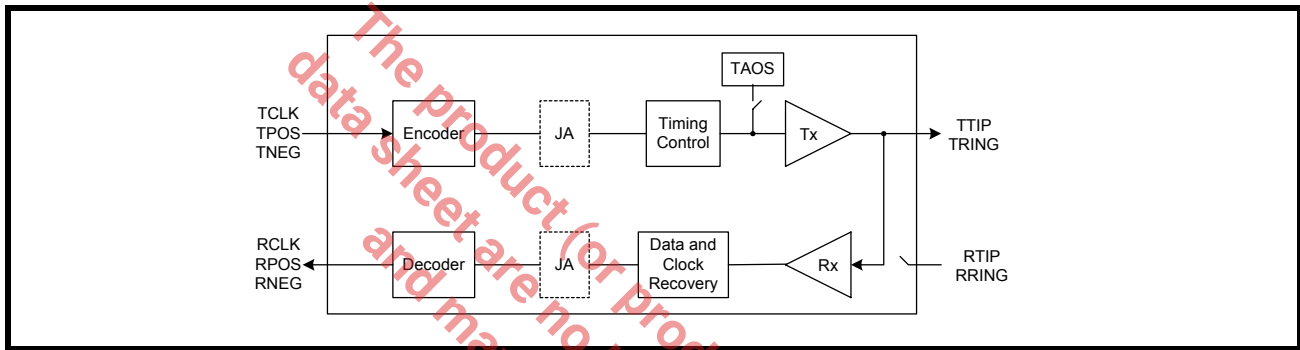 TAOS
TCLK
TPOS
TNEG
Encoder
JA
Timing
Control
Tx
TTIP
TRING
RCLK
RPOS
RNEG
Decoder
JA
Data and
Clock
Recovery
Rx
RTIP
RRING
The product (or prod
data sheet are no
and ma